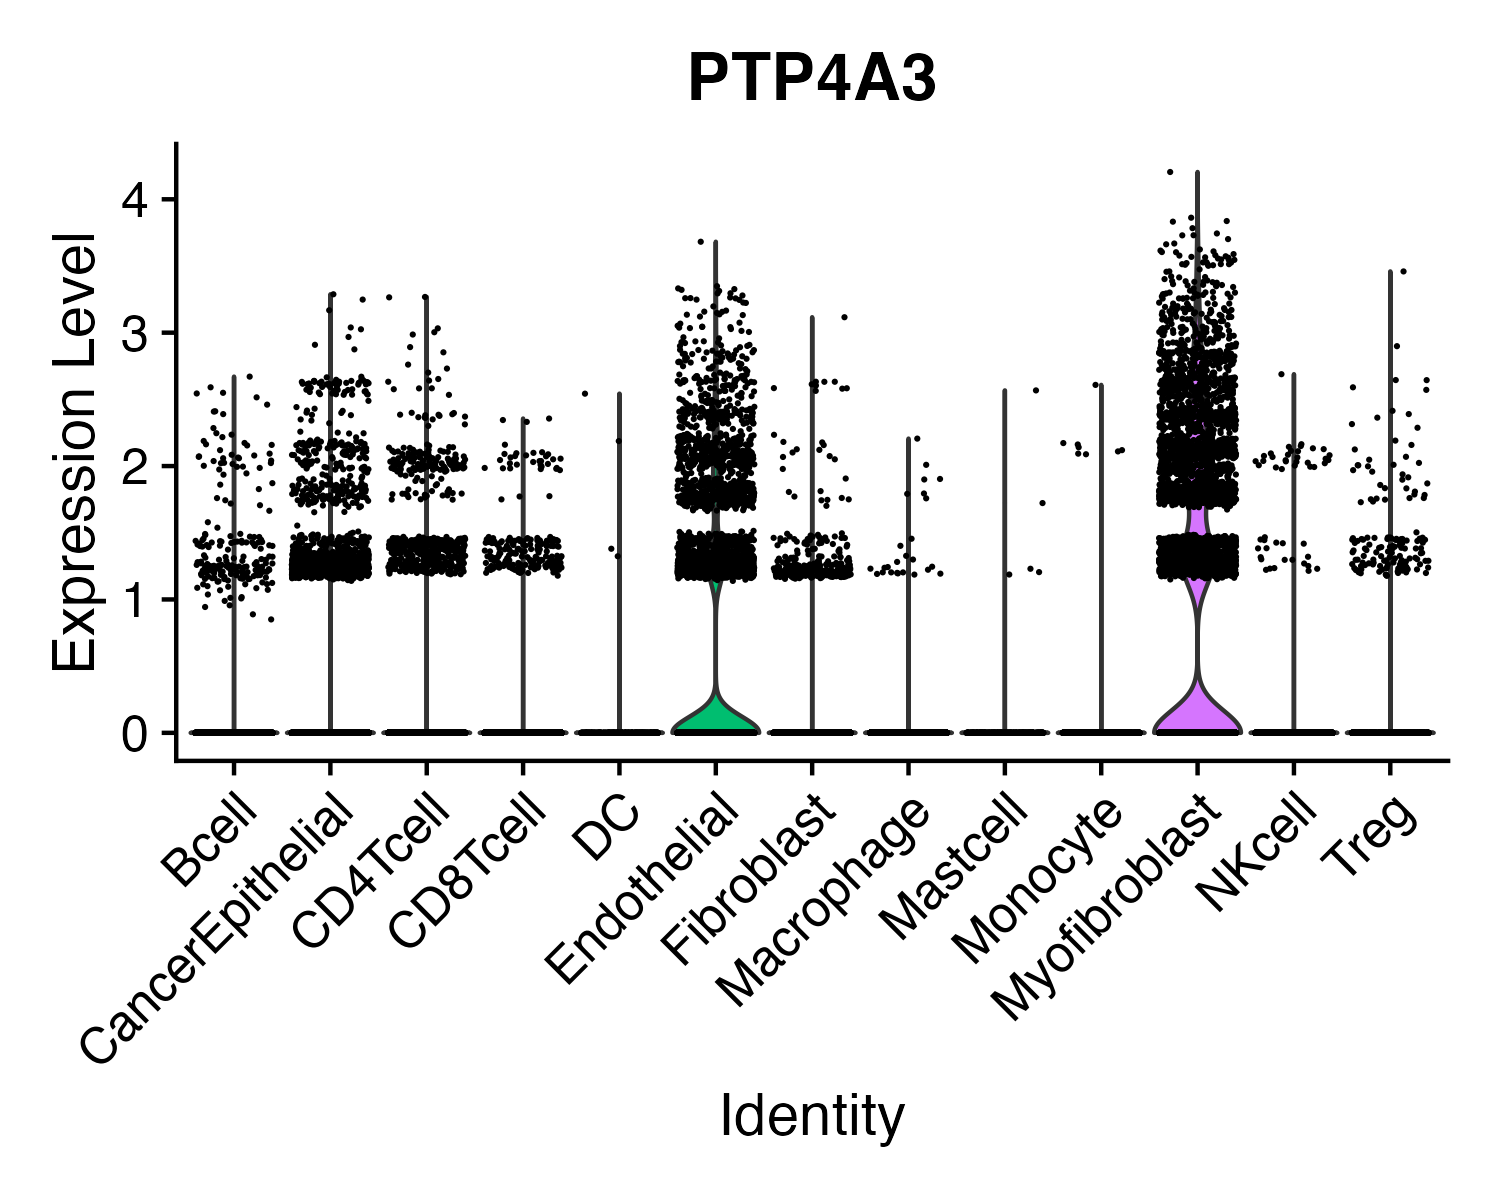 PTP4A3
Expression Level
4
3
2
1
0
Bcell
CancerEpithelial
CD4Tcell
CD8Tcell
DC
Endothelial
Fibroblast
Macrophage
Mastcell
Monocyte
Myofibroblast
NKcell
Treg
Identity